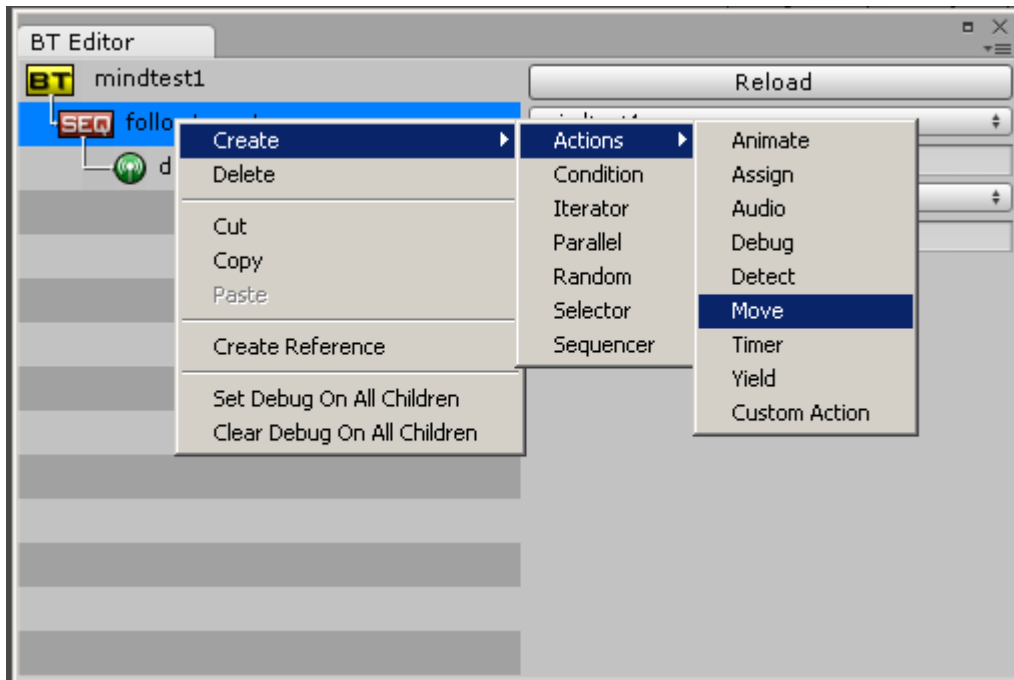 BT Editor
BT mindtest1
Reload
SEQ
Create
Delete
Cut
Copy
Paste
Create Reference
Set Debug On All Children
Clear Debug On All Children
Actions
Condition
Iterator
Parallel
Random
Selector
Sequencer
Animate
Assign
Audio
Debug
Detect
Move
Timer
Yield
Custom Action